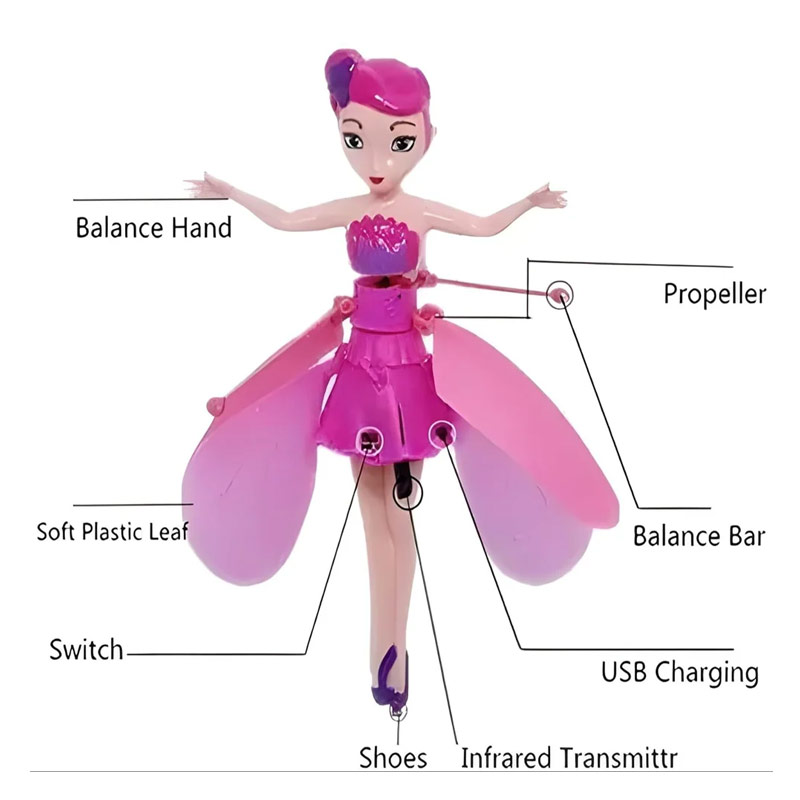 Balance Hand
Propeller
Soft Plastic Leaf
Balance Bar
Switch
USB Charging
Shoes
Infrared Transmittr